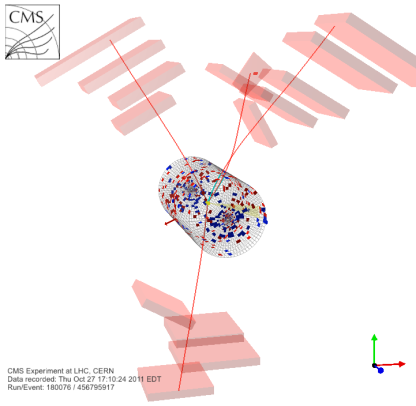 CMS
CMS Experiment at LHC, CERN
Data recorded: Thu Oct 27 17:10:24 2011 EDT
Run/Event: 180076 / 456795917